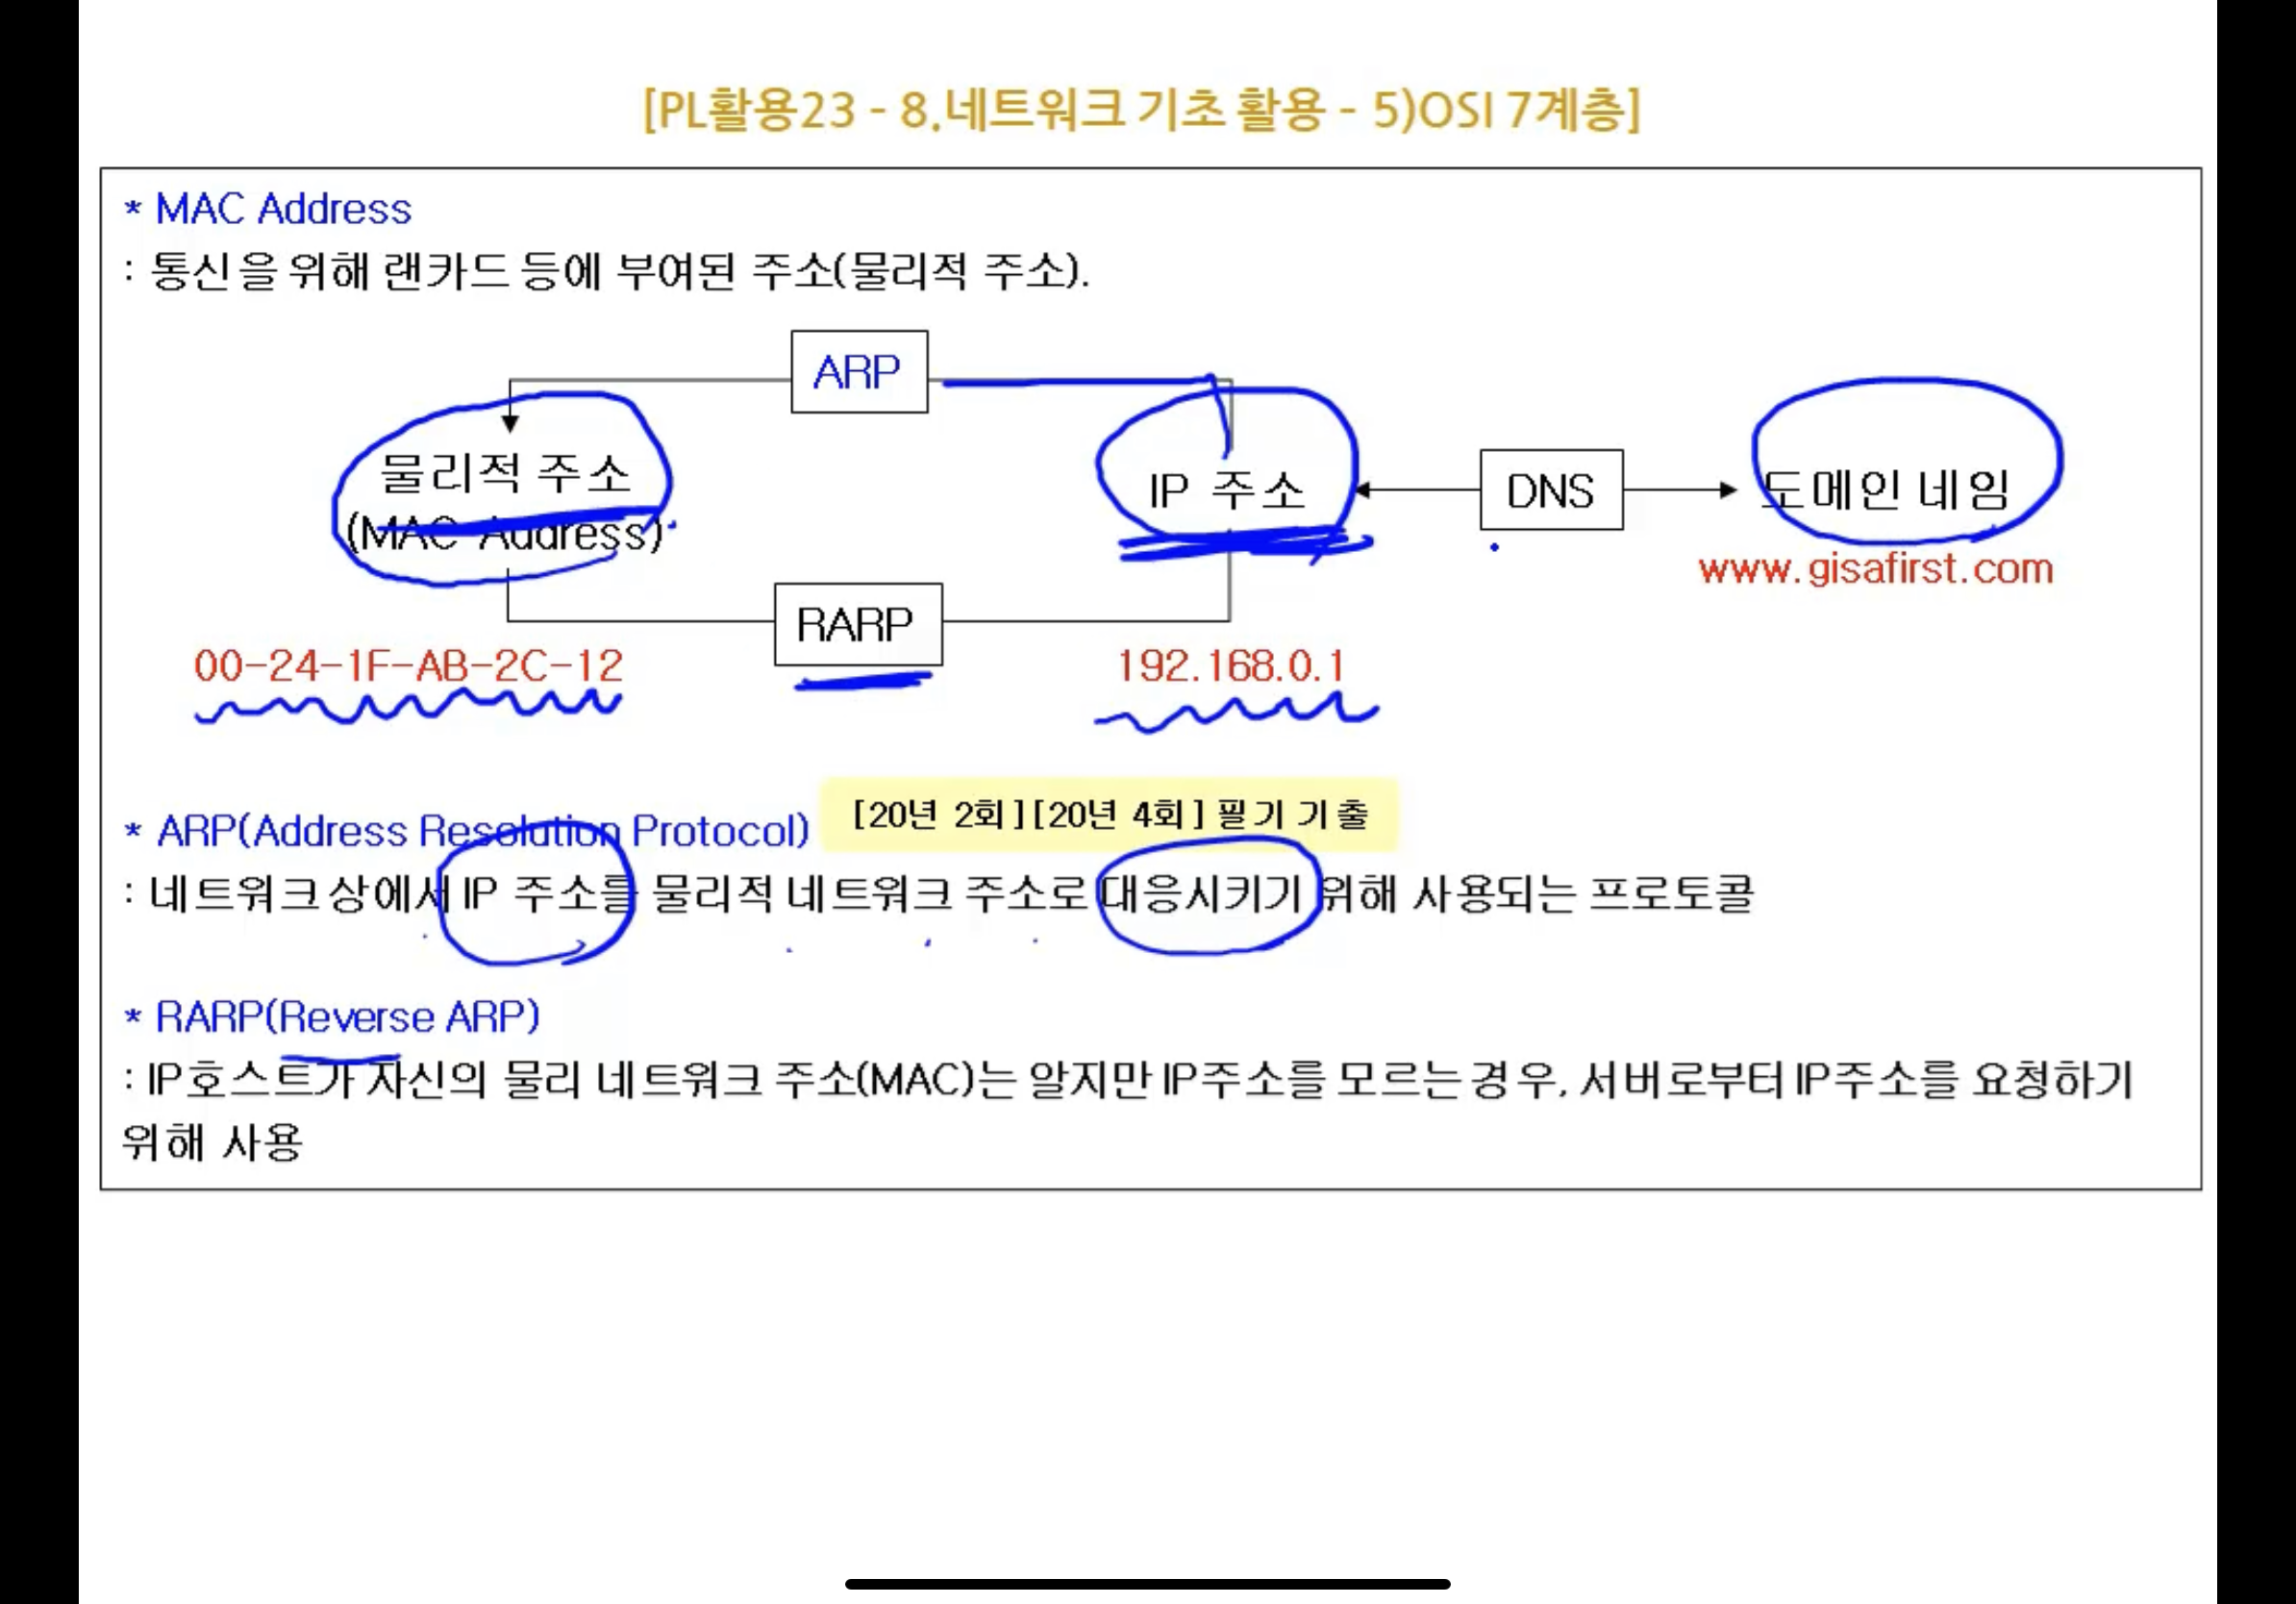 [PL활용23 - 8.네트워크 기초 활용 - 5)OSI 7계층]
* MAC Address
: 통신을 위해 랜카드 등에 부여된 주소(물리적 주소).
ARP
물리적 주소
(MAC Address)
IP 주소
DNS
도메인 네임
www.gisafirst.com
RARP
00-24-1F-AB-2C-12
192.168.0.1
* ARP(Address Resolution Protocol)
[20년 2회][20년 4회] 필기 기출
: 네트워크 상에서 IP 주소를 물리적 네트워크 주소로 대응시키기 위해 사용되는 프로토콜
* RARP(Reverse ARP)
: IP호스트가 자신의 물리 네트워크 주소(MAC)는 알지만 IP주소를 모르는 경우, 서버로부터 IP주소를 요청하기
위해 사용